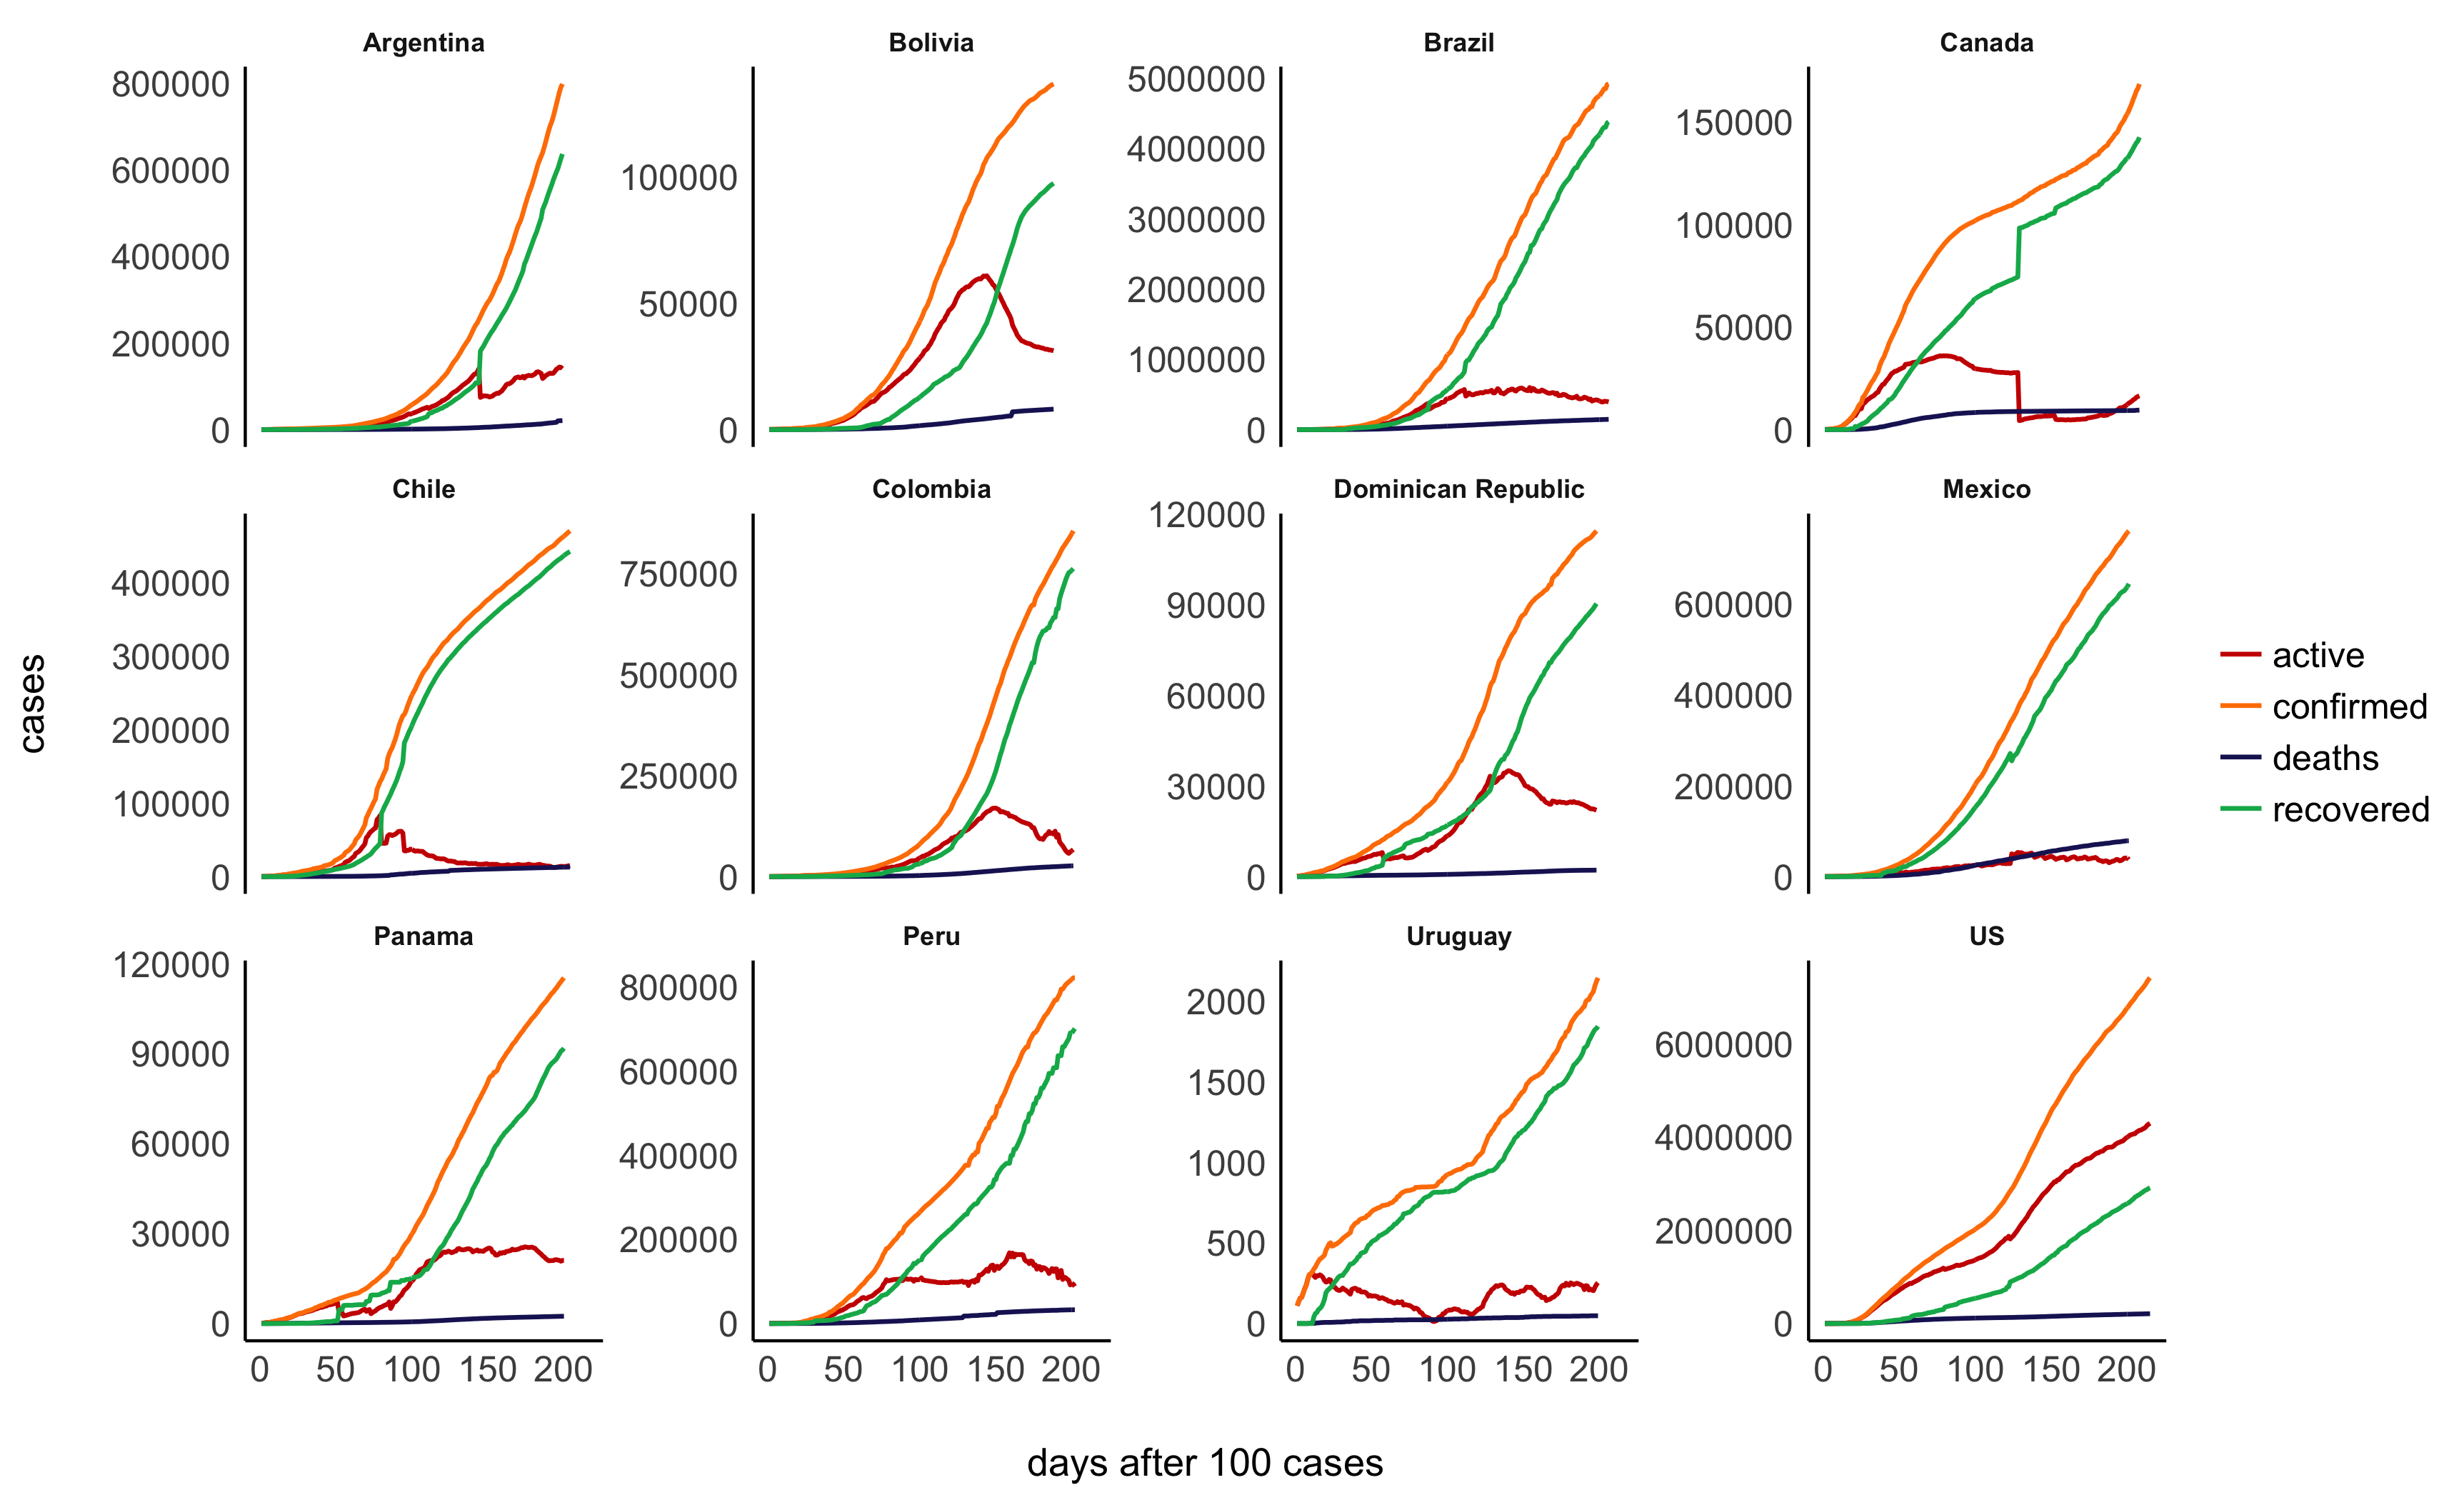 Argentina
Bolivia
Brazil
Canada
800000
600000
400000
200000
0
100000
50000
0
5000000
4000000
3000000
2000000
1000000
0
150000
100000
50000
0
Chile
Colombia
Dominican Republic
Mexico
400000
300000
200000
100000
0
750000
500000
250000
0
120000
90000
60000
30000
0
600000
400000
200000
0
cases
active
confirmed
deaths
recovered
Panama
Peru
Uruguay
US
120000
90000
60000
30000
0
800000
600000
400000
200000
0
2000
1500
1000
500
0
6000000
4000000
2000000
0
0 50 100 150 200
0 50 100 150 200
0 50 100 150 200
0 50 100 150 200
days after 100 cases